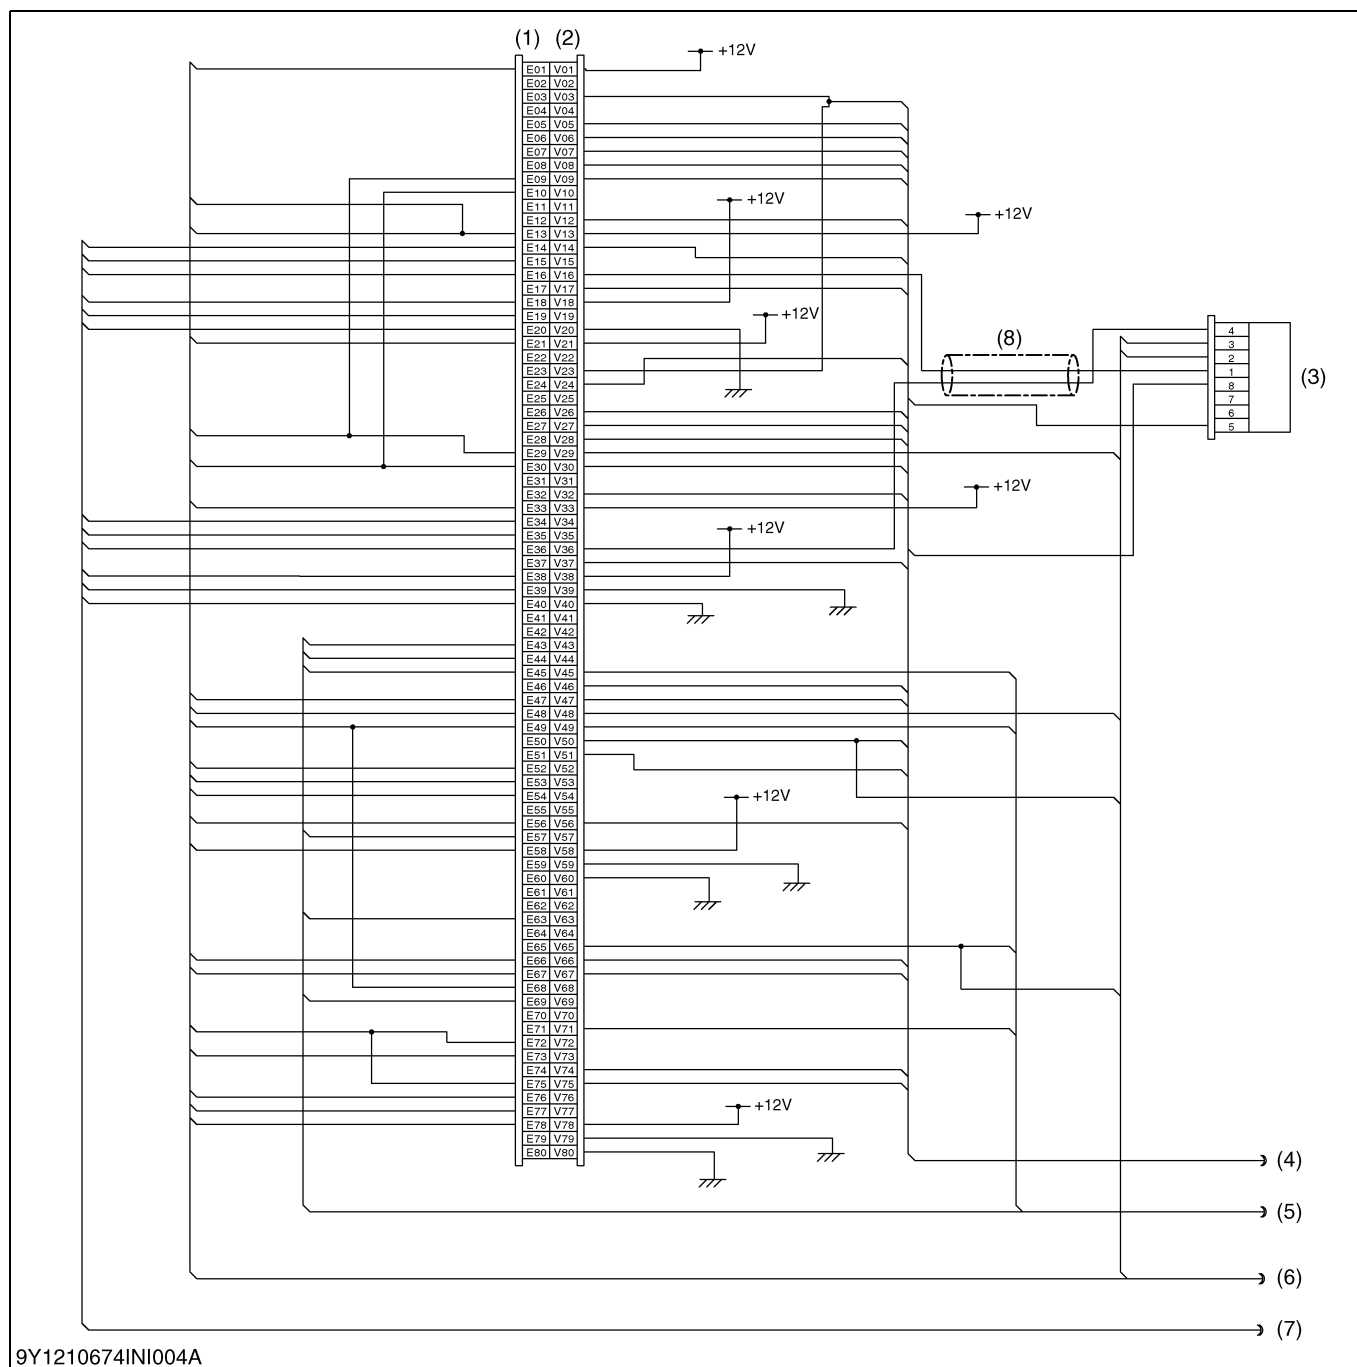 (1) (2)
+12V
E01 V01
E02 V02
E03 V03
E04 V04
E05 V05
E06 V06
E07 V07
E08 V08
E09 V09
E10 V10
E11 V11
+12V
E12 V12
+12V
E13 V13
E14 V14
E15 V15
E16 V16
E17 V17
E18 V18
E19 V19
+12V
E20 V20
E21 V21
E22 V22
E23 V23
E24 V24
E25 V25
E26 V26
E27 V27
E28 V28
E29 V29
E30 V30
E31 V31
E32 V32
+12V
E33 V33
E34 V34
E35 V35
+12V
E36 V36
E37 V37
E38 V38
E39 V39
E40 V40
E41 V41
E42 V42
E43 V43
E44 V44
E45 V45
E46 V46
E47 V47
E48 V48
E49 V49
E50 V50
E51 V51
E52 V52
E53 V53
E54 V54
+12V
E55 V55
E56 V56
E57 V57
E58 V58
E59 V59
E60 V60
E61 V61
E62 V62
E63 V63
E64 V64
E65 V65
E66 V66
E67 V67
E68 V68
E69 V69
E70 V70
E71 V71
E72 V72
E73 V73
E74 V74
E75 V75
E76 V76
E77 V77
+12V
E78 V78
E79 V79
E80 V80
(8)
4
3
2
1
8
7
6
5
(3)
(4)
(5)
(6)
(7)
9Y1210674INI004A